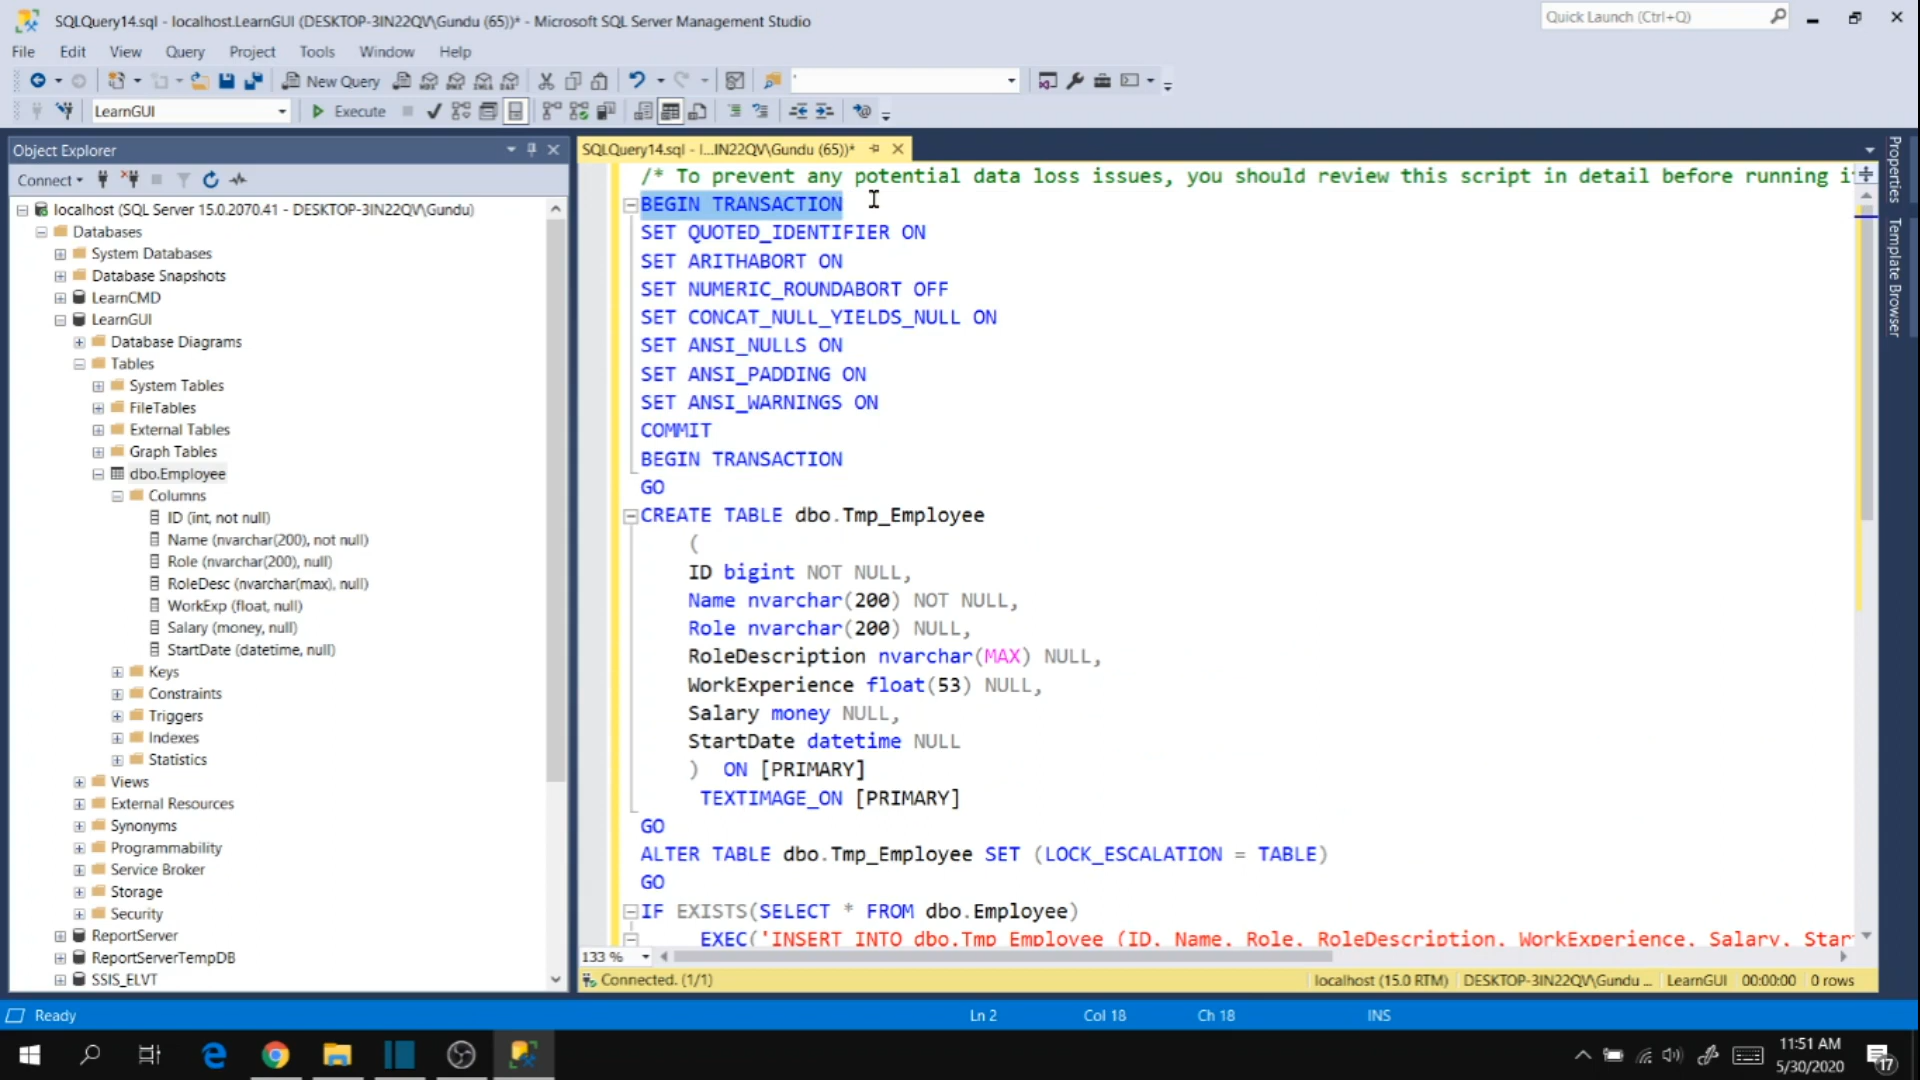 SQLQuery14.sql - localhost.LearnGUI (DESKTOP-3IN22QV\Gundu (65))* - Microsoft SQL Server Management Studio
Quick Launch (Ctrl+Q)
File Edit View Query Project Tools Window Help
New Query
LearnGUI
Execute
Object Explorer
Connect
localhost (SQL Server 15.0.2070.41 - DESKTOP-3IN22QV\Gundu)
Databases
System Databases
Database Snapshots
LearnCMD
LearnGUI
Database Diagrams
Tables
System Tables
FileTables
External Tables
Graph Tables
dbo.Employee
Columns
ID (int, not null)
Name (nvarchar(200), not null)
Role (nvarchar(200), null)
RoleDesc (nvarchar(max), null)
WorkExp (float, null)
Salary (money, null)
StartDate (datetime, null)
Keys
Constraints
Triggers
Indexes
Statistics
Views
External Resources
Synonyms
Programmability
Service Broker
Storage
Security
ReportServer
ReportServerTempDB
SSIS_ELVT
SQLQuery14.sql - l...IN22QV\Gundu (65))*
/* To prevent any potential data loss issues, you should review this script in detail before running i
BEGIN TRANSACTION
SET QUOTED_IDENTIFIER ON
SET ARITHABORT ON
SET NUMERIC_ROUNDABORT OFF
SET CONCAT_NULL_YIELDS_NULL ON
SET ANSI_NULLS ON
SET ANSI_PADDING ON
SET ANSI_WARNINGS ON
COMMIT
BEGIN TRANSACTION
GO
CREATE TABLE dbo.Tmp_Employee
(
ID bigint NOT NULL,
Name nvarchar(200) NOT NULL,
Role nvarchar(200) NULL,
RoleDescription nvarchar(MAX) NULL,
WorkExperience float(53) NULL,
Salary money NULL,
StartDate datetime NULL
) ON [PRIMARY]
TEXTIMAGE_ON [PRIMARY]
GO
ALTER TABLE dbo.Tmp_Employee SET (LOCK_ESCALATION = TABLE)
GO
IF EXISTS(SELECT * FROM dbo.Employee)
EXEC('INSERT INTO dbo.Tmp_Employee (ID, Name, Role, RoleDescription, WorkExperience, Salary, Star
133 %
Connected. (1/1)
localhost (15.0 RTM) DESKTOP-3IN22QV\Gundu ... LearnGUI 00:00:00 0 rows
Properties
Template Browser
Ready
Ln 2 Col 18 Ch 18 INS
11:51 AM
5/30/2020
17